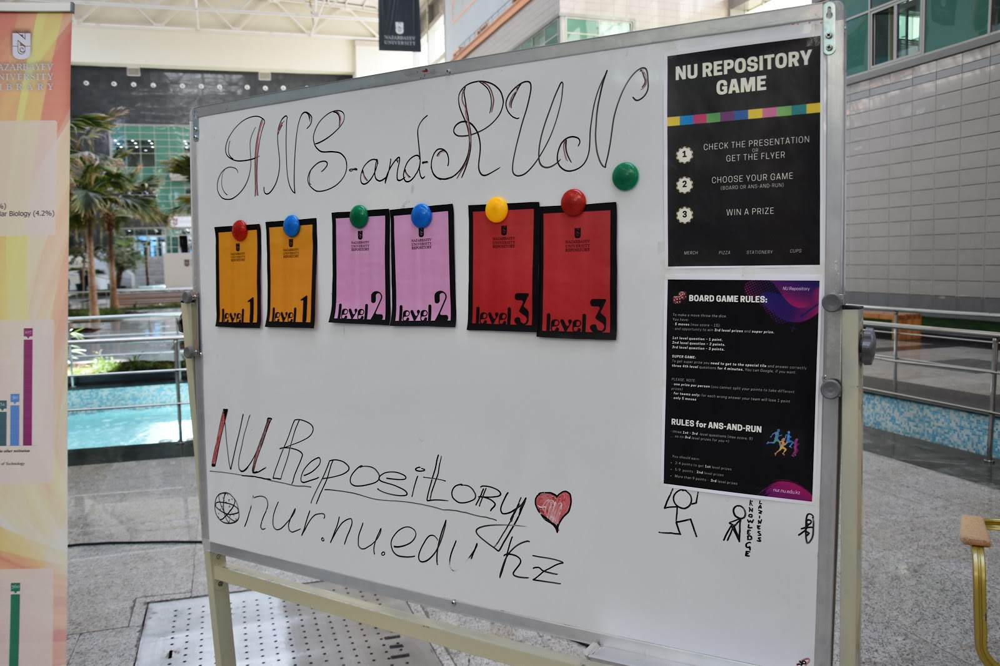 NAZARBAYEV
UNIVERSITY
AZARBAYEV
NIVERSITY
IBRARY
%)
lar Biology (4.2%)
in other institution
of Technology
360
ANS-and-RUN
NAZARBAYEV
UNIVERSITY
REPOSITORY
level 1
NAZARBAYEV
UNIVERSITY
REPOSITORY
level 1
NAZARBAYEV
UNIVERSITY
REPOSITORY
level 2
NAZARBAYEV
UNIVERSITY
REPOSITORY
level 2
NAZARBAYEV
UNIVERSITY
REPOSITORY
level 3
NAZARBAYEV
UNIVERSITY
REPOSITORY
level 3
NU Repository
nur.nu.edu.kz
NU REPOSITORY
GAME
1
CHECK THE PRESENTATION
OR
GET THE FLYER
2
CHOOSE YOUR GAME
(BOARD OR ANS-AND-RUN)
3
WIN A PRIZE
MERCH PIZZA STATIONERY CUPS
NU Repository
BOARD GAME RULES:
To make a move throw the dice.
You have:
- 5 moves (max score - 15);
- and opportunity to win 3rd level prizes and super prize.
1st level question - 1 point.
2nd level question - 2 points.
3rd level question - 3 points.
SUPER GAME:
To get super prize you need to get to the special tile and answer correctly
three 4th level questions for 4 minutes. You can Google, if you want.
PLEASE, NOTE:
- one prize per person (you cannot split your points to take different
prizes)
- for teams only: for each wrong answer your team will lose 1 point
- only 5 moves
RULES for ANS-AND-RUN
- three 1st - 3rd level questions (max score: 9)
... so no 3rd level prizes for you =)
You should earn:
• 2-4 points to get 1st level prizes
• 5-9 points - 2nd level prizes
• More than 9 points - 3rd level prizes
nur.nu.edu.kz
KNOWLEDGE
LAZINESS